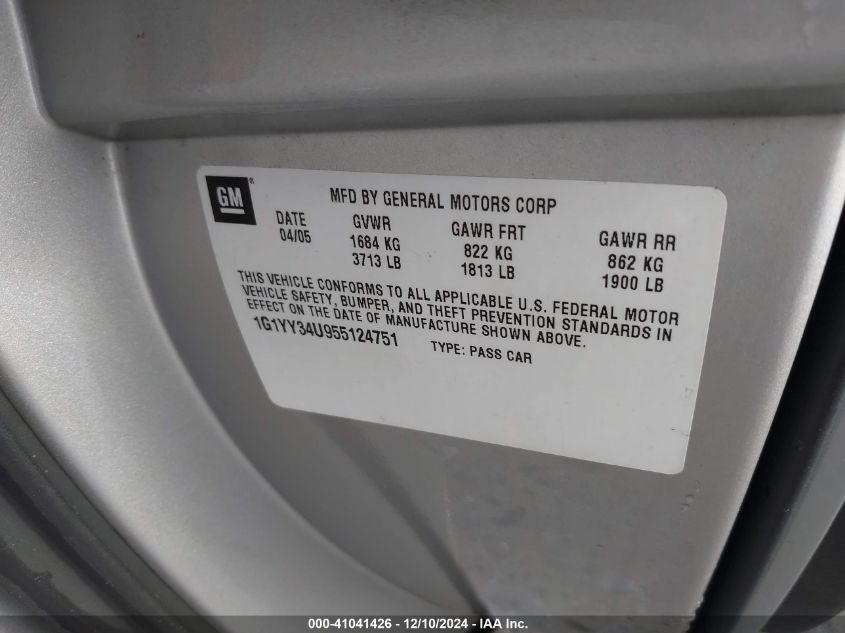 GM®
MFD BY GENERAL MOTORS CORP
DATE GVWR GAWR FRT GAWR RR
04/05 1684 KG 822 KG 862 KG
3713 LB 1813 LB 1900 LB
THIS VEHICLE CONFORMS TO ALL APPLICABLE U.S. FEDERAL MOTOR
VEHICLE SAFETY, BUMPER, AND THEFT PREVENTION STANDARDS IN
EFFECT ON THE DATE OF MANUFACTURE SHOWN ABOVE.
1G1YY34U955124751 TYPE: PASS CAR
000-41041426 - 12/10/2024 - IAA Inc.